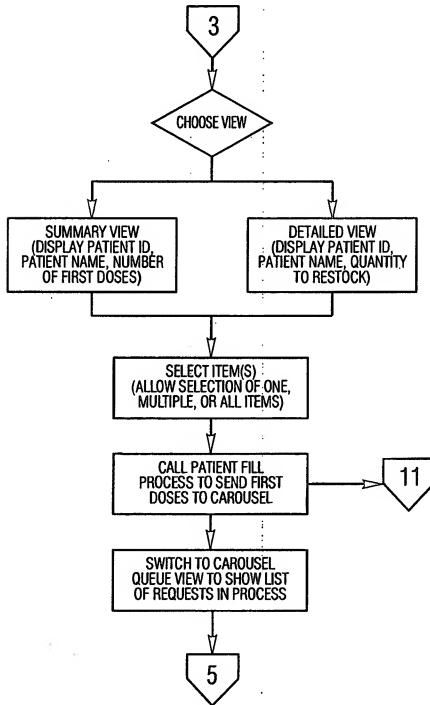 3
CHOOSE VIEW
SUMMARY VIEW
(DISPLAY PATIENT ID,
PATIENT NAME, NUMBER
OF FIRST DOSES)
DETAILED VIEW
(DISPLAY PATIENT ID,
PATIENT NAME, QUANTITY
TO RESTOCK)
SELECT ITEM(S)
(ALLOW SELECTION OF ONE,
MULTIPLE, OR ALL ITEMS)
CALL PATIENT FILL
PROCESS TO SEND FIRST
DOSES TO CAROUSEL
11
SWITCH TO CAROUSEL
QUEUE VIEW TO SHOW LIST
OF REQUESTS IN PROCESS
5